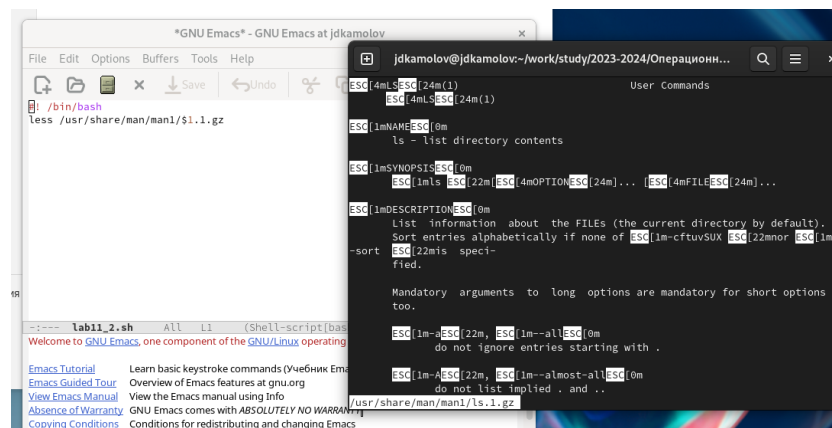 *GNU Emacs* - GNU Emacs at jdkamolov
File Edit Options Buffers Tools Help
Save Undo
#! /bin/bash
less /usr/share/man/man1/$1.1.gz
ия
-:--- lab11_2.sh All L1 (Shell-script[bas
Welcome to GNU Emacs, one component of the GNU/Linux operating
Emacs Tutorial Learn basic keystroke commands (Учебник Ema
Emacs Guided Tour Overview of Emacs features at gnu.org
View Emacs Manual View the Emacs manual using Info
Absence of Warranty GNU Emacs comes with ABSOLUTELY NO WARRANTY
Copying Conditions Conditions for redistributing and changing Emacs
jdkamolov@jdkamolov:~/work/study/2023-2024/Операционн...
ESC[4mLSESC[24m(1) User Commands
ESC[4mLSESC[24m(1)
ESC[1mNAMEESC[0m
ls - list directory contents
ESC[1mSYNOPSISESC[0m
ESC[1mls ESC[22m[ESC[4mOPTIONESC[24m]... [ESC[4mFILEESC[24m]...
ESC[1mDESCRIPTIONESC[0m
List information about the FILEs (the current directory by default).
Sort entries alphabetically if none of ESC[1m-cftuvSUX ESC[22mnor ESC[1m
-sort ESC[22mis speci-
fied.
Mandatory arguments to long options are mandatory for short options
too.
ESC[1m-aESC[22m, ESC[1m--allESC[0m
do not ignore entries starting with .
ESC[1m-AESC[22m, ESC[1m--almost-allESC[0m
do not list implied . and ..
/usr/share/man/man1/ls.1.gz